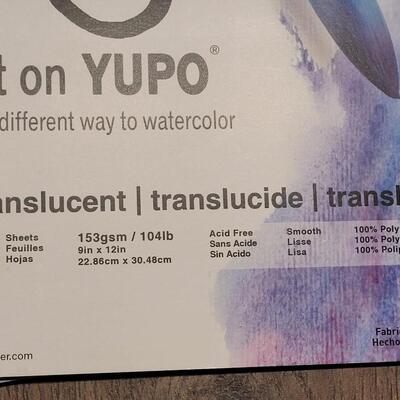 t on YUPO®
different way to watercolor
anslucent | translucide | transl
Sheets 153gsm / 104lb Acid Free Smooth 100% Poly
Feuilles 9in x 12in Sans Acide Lisse 100% Poly
Hojas 22.86cm x 30.48cm Sin Acido Lisa 100% Polip
Fabri
Hecho
er.com